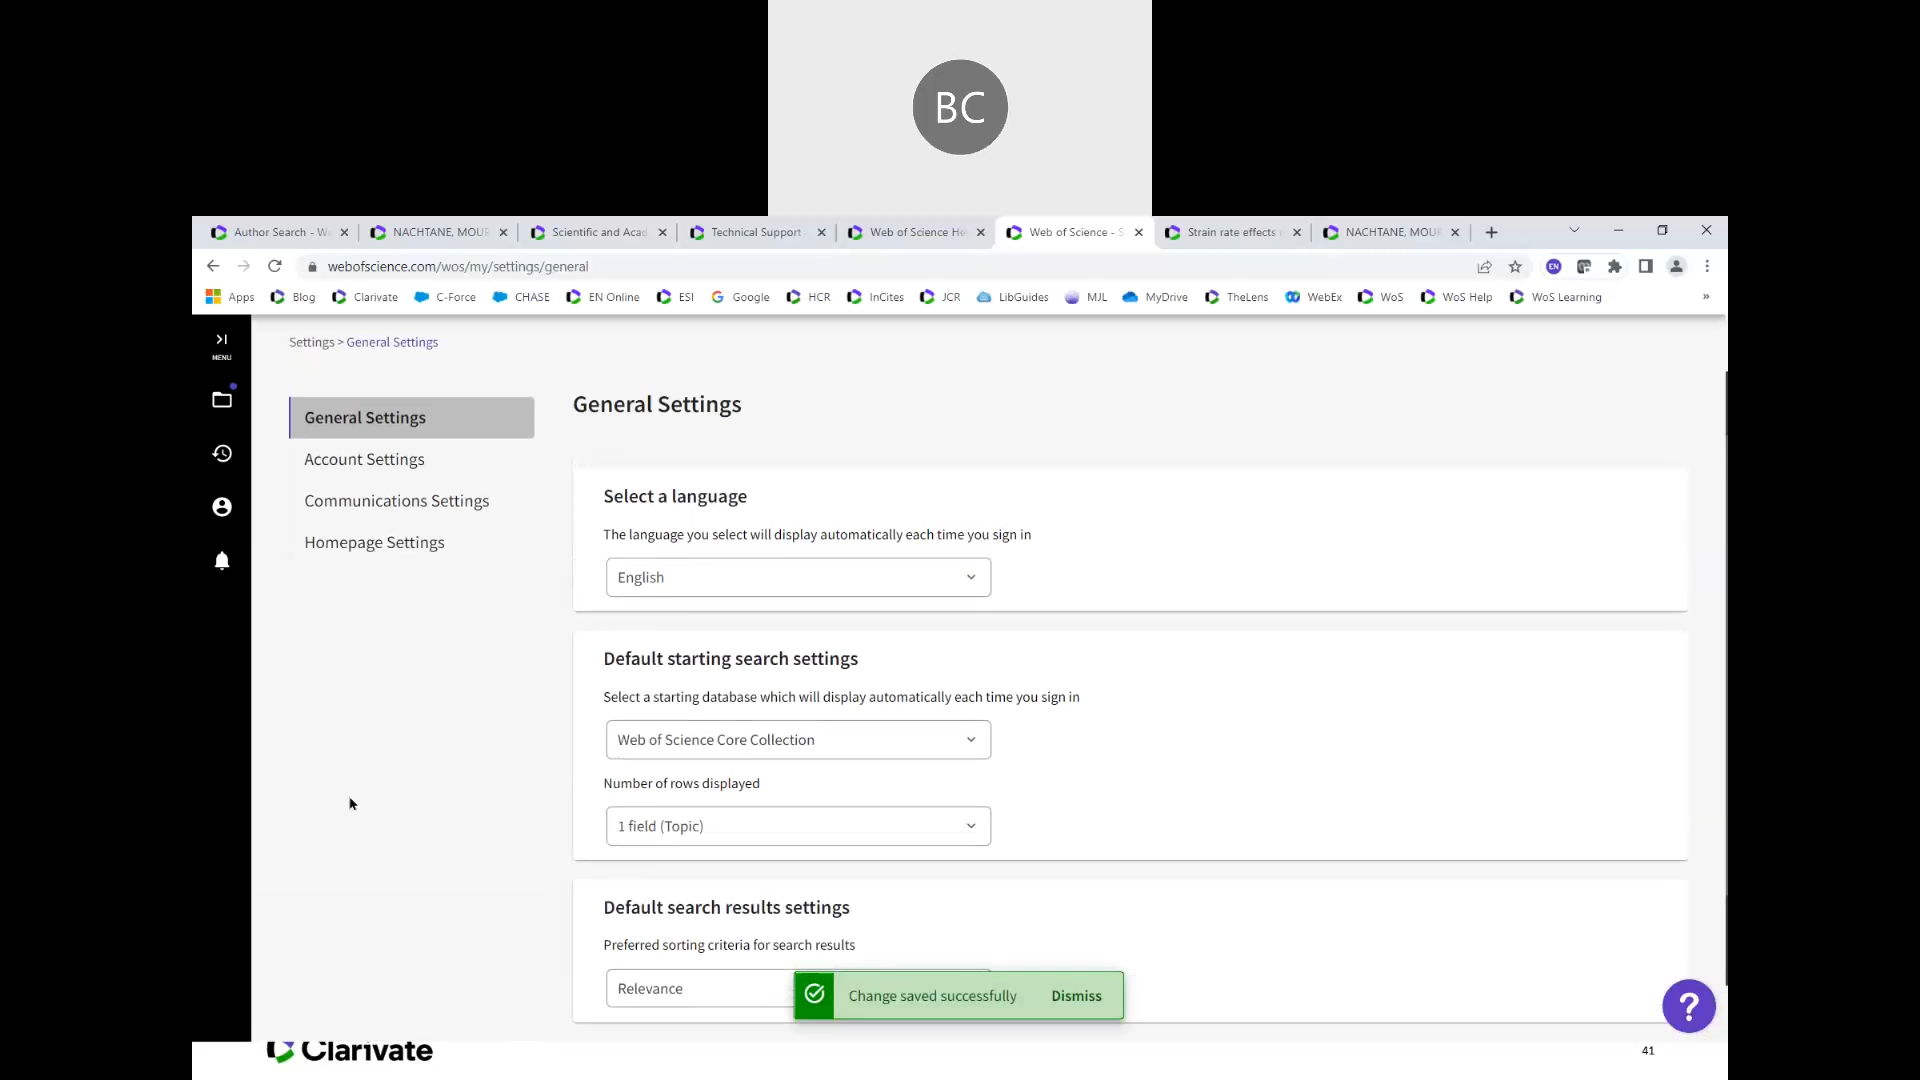 BC
Author Search - W
NACHTANE, MOUR
Scientific and Acad
Technical Support
Web of Science He
Web of Science - S
Strain rate effects
NACHTANE, MOUR
webofscience.com/wos/my/settings/general
EN
Apps
Blog
Clarivate
C-Force
CHASE
EN Online
ESI
Google
HCR
InCites
JCR
LibGuides
MJL
MyDrive
TheLens
WebEx
WoS
WoS Help
WoS Learning
»
MENU
Settings > General Settings
General Settings
Account Settings
Communications Settings
Homepage Settings
General Settings
Select a language
The language you select will display automatically each time you sign in
English
Default starting search settings
Select a starting database which will display automatically each time you sign in
Web of Science Core Collection
Number of rows displayed
1 field (Topic)
Default search results settings
Preferred sorting criteria for search results
Relevance
Change saved successfully
Dismiss
?
Clarivate
41